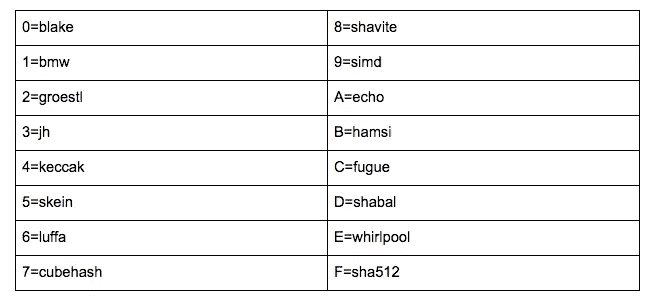 0=blake
8=shavite
1=bmw
9=simd
2=groestl
A=echo
3=jh
B=hamsi
4=keccak
C=fugue
5=skein
D=shabal
6=luffa
E=whirlpool
7=cubehash
F=sha512